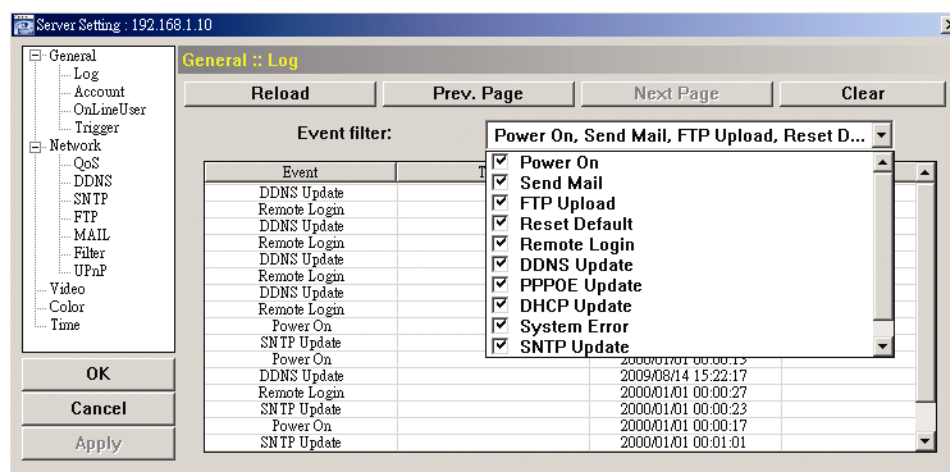 Server Setting : 192.168.1.10
General
Log
Account
OnLineUser
Trigger
Network
QoS
DDNS
SNTP
FTP
MAIL
Filter
UPnP
Video
Color
Time
OK
Cancel
Apply
General :: Log
Reload Prev. Page Next Page Clear
Event filter: Power On, Send Mail, FTP Upload, Reset D...
Power On
Send Mail
FTP Upload
Reset Default
Remote Login
DDNS Update
PPPOE Update
DHCP Update
System Error
SNTP Update
Event
DDNS Update
Remote Login
DDNS Update
Remote Login
DDNS Update
Remote Login
DDNS Update
Remote Login
Power On
SNTP Update
Power On 2000/01/01 00:00:13
DDNS Update 2009/08/14 15:22:17
Remote Login 2000/01/01 00:00:27
SNTP Update 2000/01/01 00:00:23
Power On 2000/01/01 00:00:17
SNTP Update 2000/01/01 00:01:01